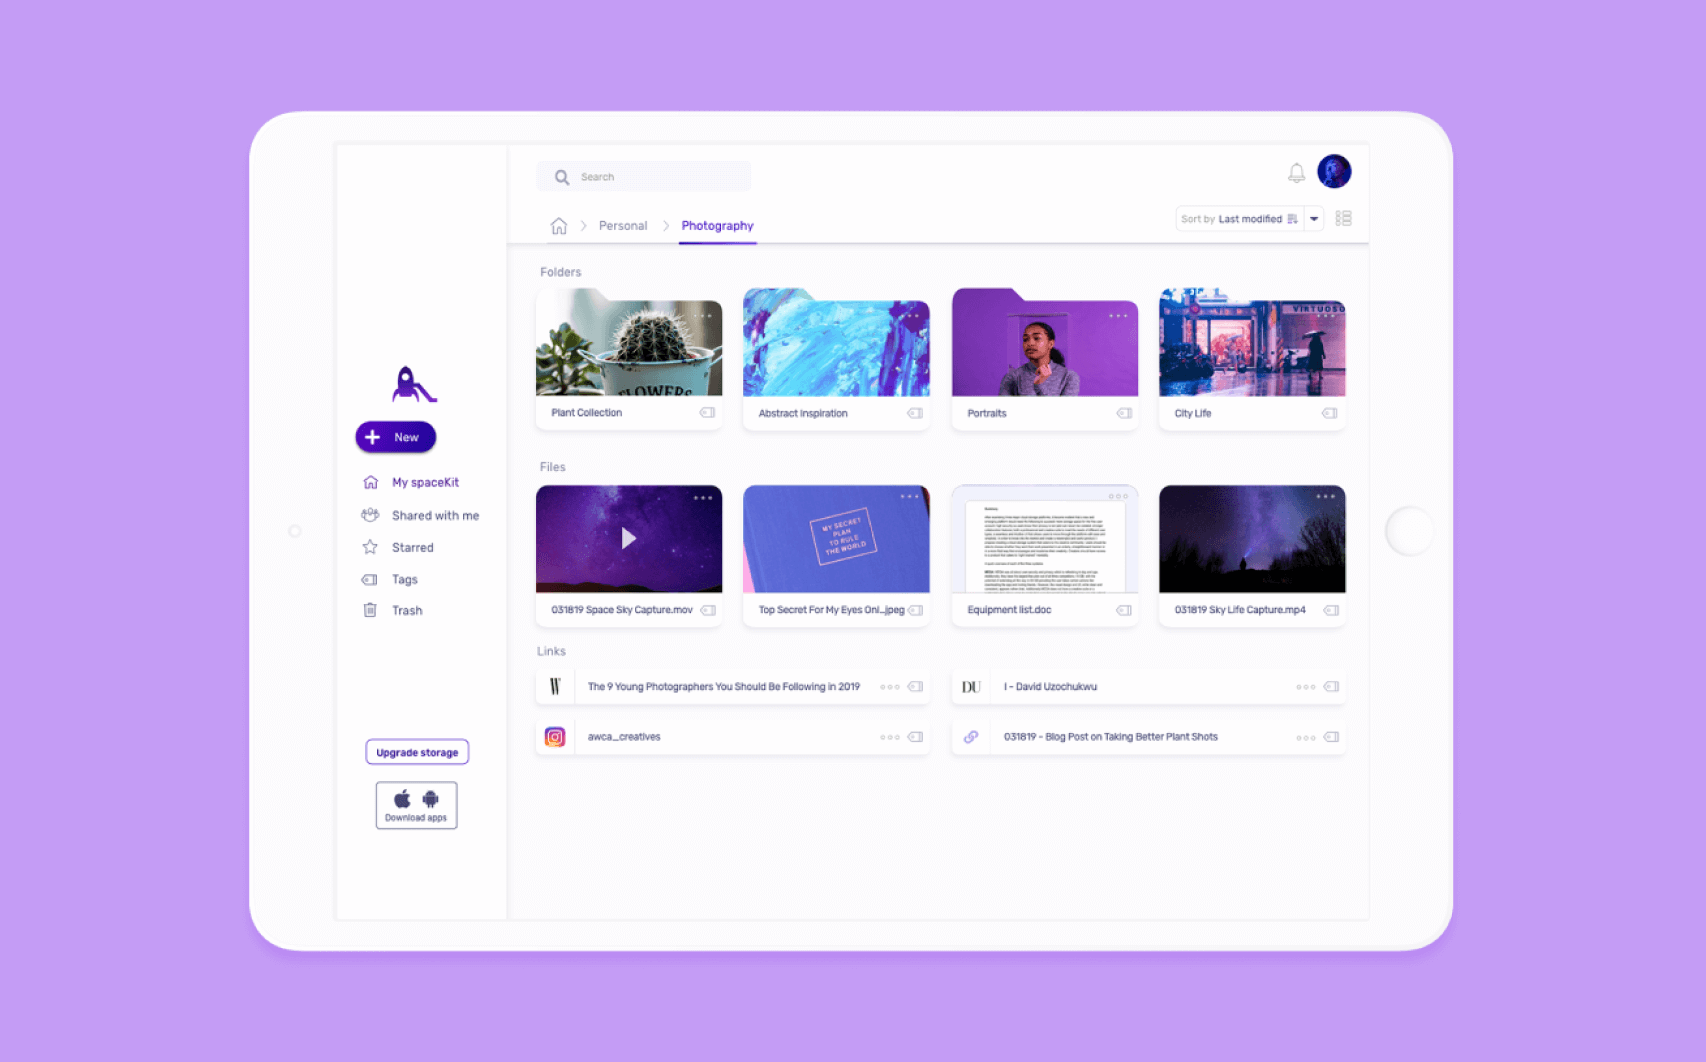 Search
Personal
Photography
Sort by Last modified
Folders
FLOWERS
VIRTUOSO
Plant Collection
Abstract Inspiration
Portraits
City Life
New
My spaceKit
Shared with me
Starred
Tags
Trash
Files
MY SECRET
PLAN
TO RULE
THE WORLD
Summary
031819 Space Sky Capture.mov
Top Secret For My Eyes Onl...jpeg
Equipment list.doc
031819 Sky Life Capture.mp4
Links
W
The 9 Young Photographers You Should Be Following in 2019
DU
I - David Uzochukwu
awca_creatives
031819 - Blog Post on Taking Better Plant Shots
Upgrade storage
Download apps